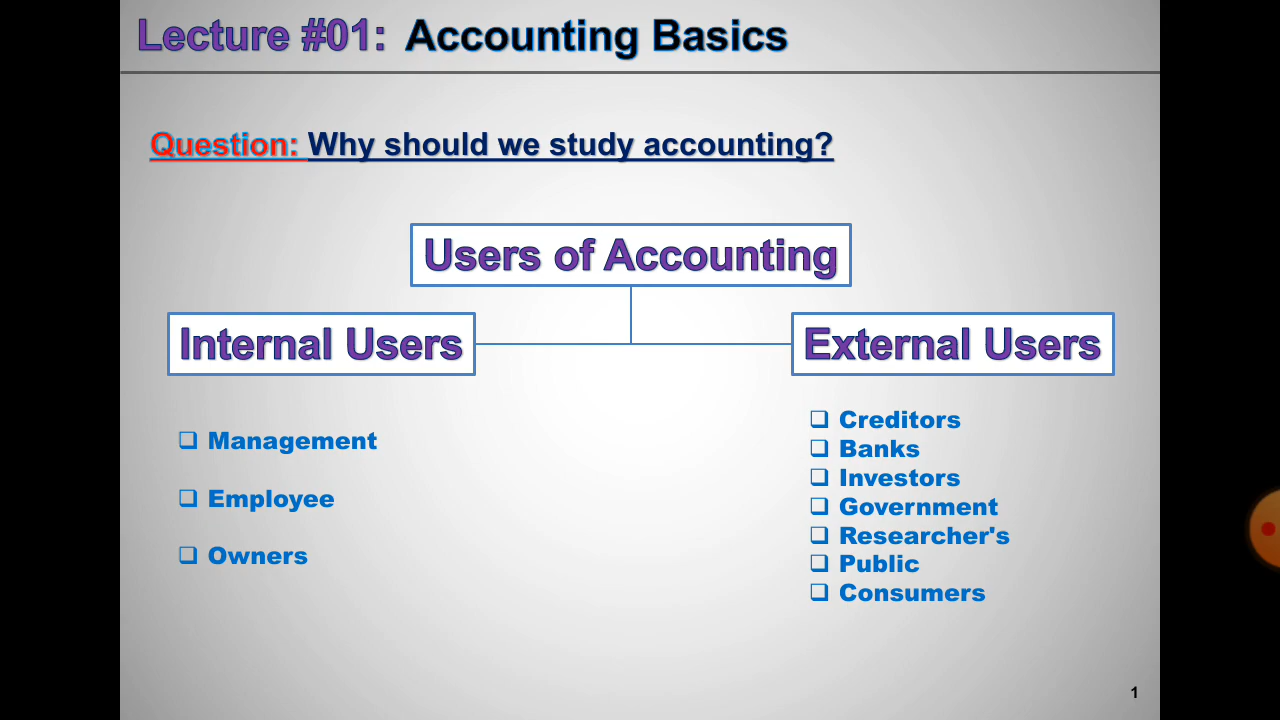 Lecture #01: Accounting Basics
Question: Why should we study accounting?
Users of Accounting
Internal Users
External Users
❑ Management
❑ Employee
❑ Owners
❑ Creditors
❑ Banks
❑ Investors
❑ Government
❑ Researcher's
❑ Public
❑ Consumers
1